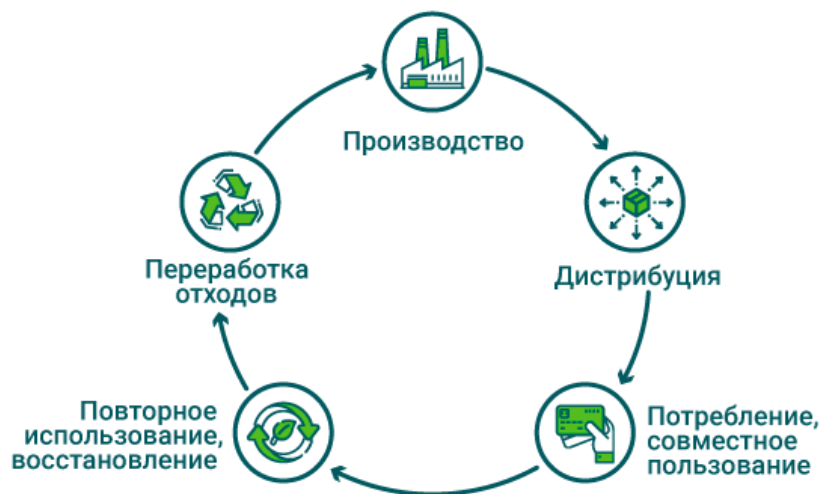 Производство
Дистрибуция
Потребление,
совместное
пользование
Повторное
использование,
восстановление
Переработка
отходов